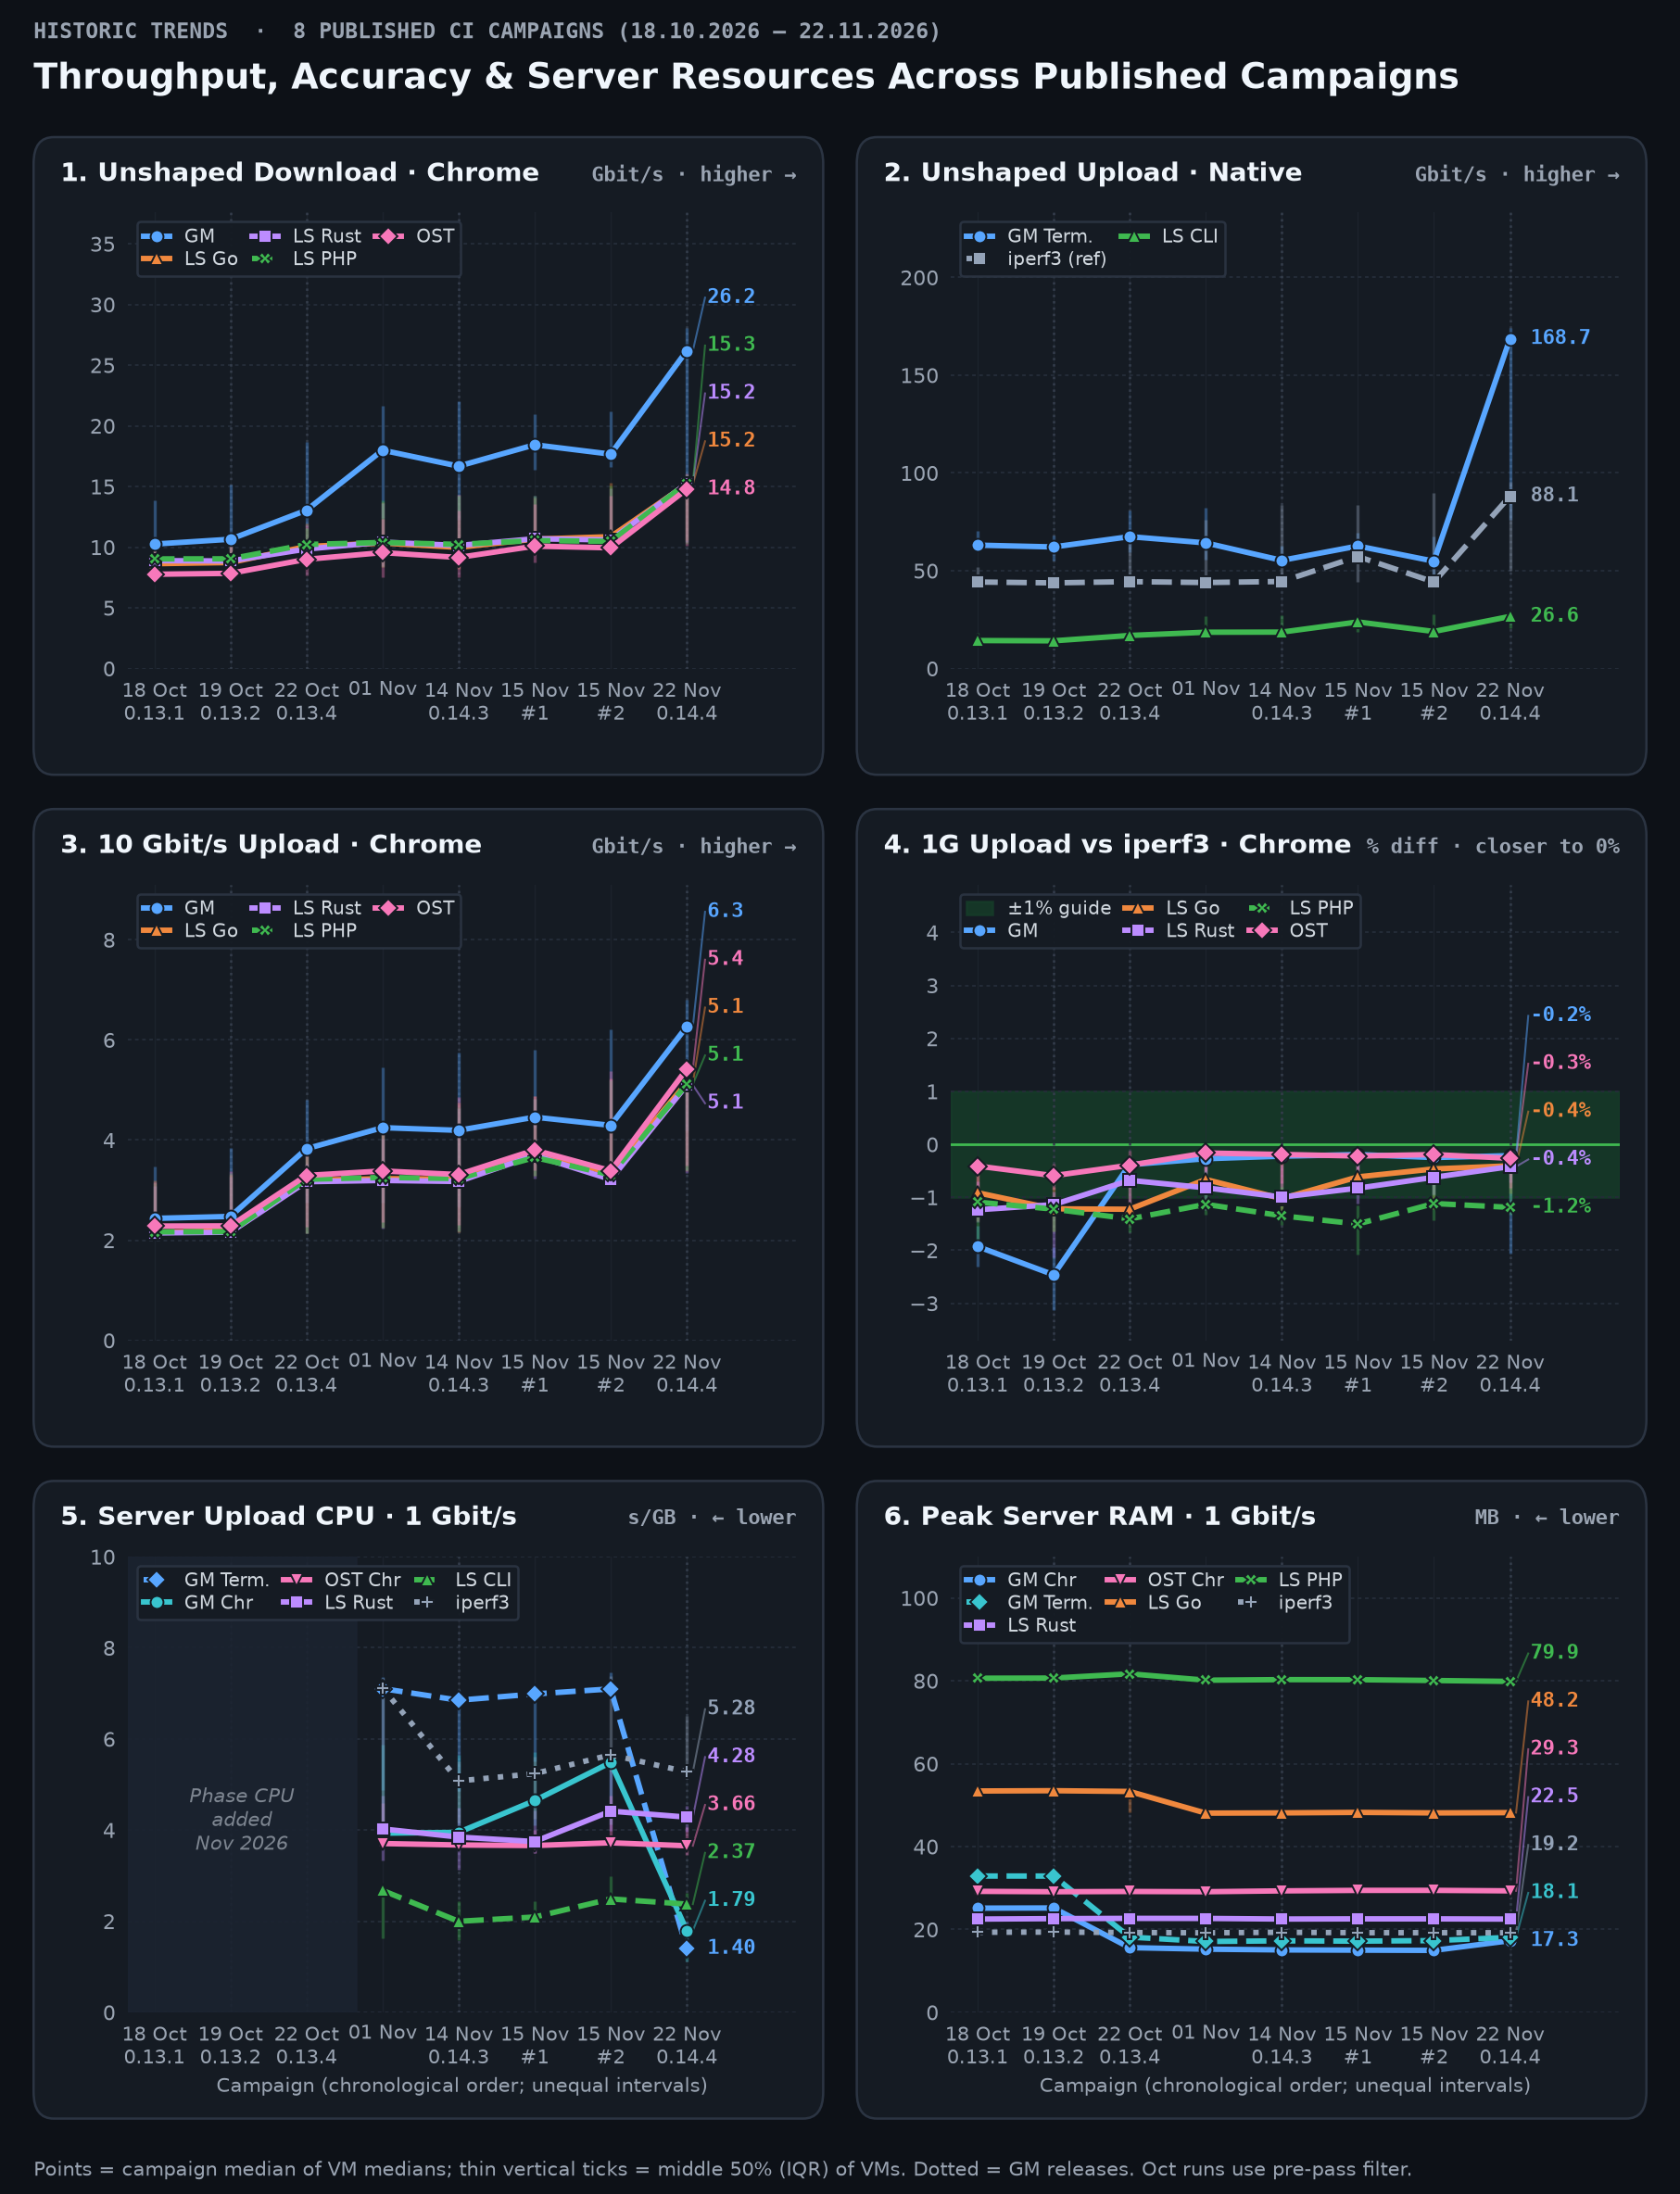 HISTORIC TRENDS · 8 PUBLISHED CI CAMPAIGNS (18.10.2026 — 22.11.2026)
Throughput, Accuracy & Server Resources Across Published Campaigns
1. Unshaped Download · Chrome
Gbit/s · higher →
GM
LS Rust
OST
LS Go
LS PHP
35
30
25
20
15
10
5
0
26.2
15.3
15.2
15.2
14.8
18 Oct 19 Oct 22 Oct 01 Nov 14 Nov 15 Nov 15 Nov 22 Nov
0.13.1 0.13.2 0.13.4 0.14.3 #1 #2 0.14.4
2. Unshaped Upload · Native
Gbit/s · higher →
GM Term.
LS CLI
iperf3 (ref)
200
150
100
50
0
168.7
88.1
26.6
18 Oct 19 Oct 22 Oct 01 Nov 14 Nov 15 Nov 15 Nov 22 Nov
0.13.1 0.13.2 0.13.4 0.14.3 #1 #2 0.14.4
3. 10 Gbit/s Upload · Chrome
Gbit/s · higher →
GM
LS Rust
OST
LS Go
LS PHP
8
6
4
2
0
6.3
5.4
5.1
5.1
5.1
18 Oct 19 Oct 22 Oct 01 Nov 14 Nov 15 Nov 15 Nov 22 Nov
0.13.1 0.13.2 0.13.4 0.14.3 #1 #2 0.14.4
4. 1G Upload vs iperf3 · Chrome
% diff · closer to 0%
±1% guide
LS Go
LS PHP
GM
LS Rust
OST
4
3
2
1
0
−1
−2
−3
-0.2%
-0.3%
-0.4%
-0.4%
-1.2%
18 Oct 19 Oct 22 Oct 01 Nov 14 Nov 15 Nov 15 Nov 22 Nov
0.13.1 0.13.2 0.13.4 0.14.3 #1 #2 0.14.4
5. Server Upload CPU · 1 Gbit/s
s/GB · ← lower
GM Term.
OST Chr
LS CLI
GM Chr
LS Rust
iperf3
10
8
6
4
2
0
Phase CPU
added
Nov 2026
5.28
4.28
3.66
2.37
1.79
1.40
18 Oct 19 Oct 22 Oct 01 Nov 14 Nov 15 Nov 15 Nov 22 Nov
0.13.1 0.13.2 0.13.4 0.14.3 #1 #2 0.14.4
Campaign (chronological order; unequal intervals)
6. Peak Server RAM · 1 Gbit/s
MB · ← lower
GM Chr
OST Chr
LS PHP
GM Term.
LS Go
iperf3
LS Rust
100
80
60
40
20
0
79.9
48.2
29.3
22.5
19.2
18.1
17.3
18 Oct 19 Oct 22 Oct 01 Nov 14 Nov 15 Nov 15 Nov 22 Nov
0.13.1 0.13.2 0.13.4 0.14.3 #1 #2 0.14.4
Campaign (chronological order; unequal intervals)
Points = campaign median of VM medians; thin vertical ticks = middle 50% (IQR) of VMs. Dotted = GM releases. Oct runs use pre-pass filter.